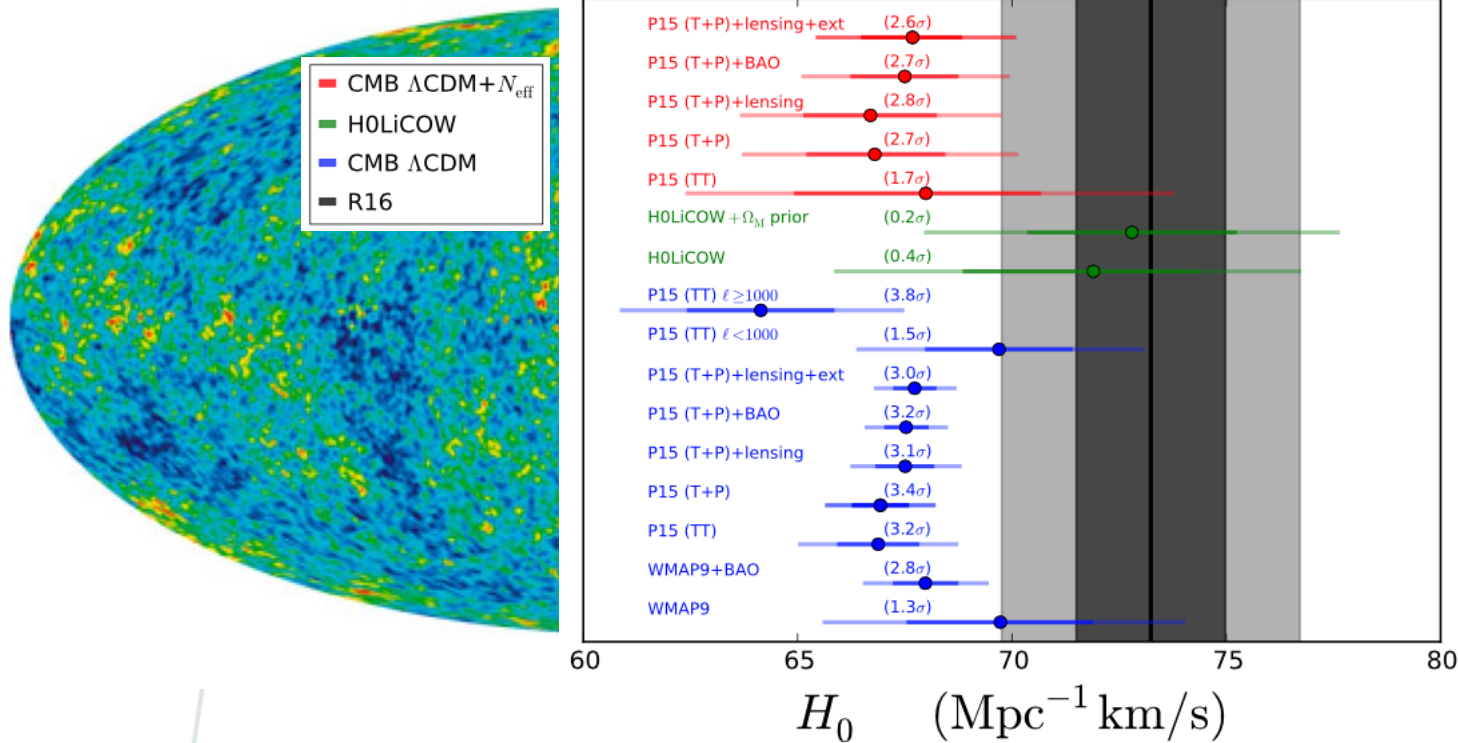 CMB ΛCDM+N_eff
H0LiCOW
CMB ΛCDM
R16
P15 (T+P)+lensing+ext (2.6σ)
P15 (T+P)+BAO (2.7σ)
P15 (T+P)+lensing (2.8σ)
P15 (T+P) (2.7σ)
P15 (TT) (1.7σ)
H0LiCOW +Ω_M prior (0.2σ)
H0LiCOW (0.4σ)
P15 (TT) ℓ ≥1000 (3.8σ)
P15 (TT) ℓ <1000 (1.5σ)
P15 (T+P)+lensing+ext (3.0σ)
P15 (T+P)+BAO (3.2σ)
P15 (T+P)+lensing (3.1σ)
P15 (T+P) (3.4σ)
P15 (TT) (3.2σ)
WMAP9+BAO (2.8σ)
WMAP9 (1.3σ)
60 65 70 75 80
H₀ (Mpc⁻¹ km/s)